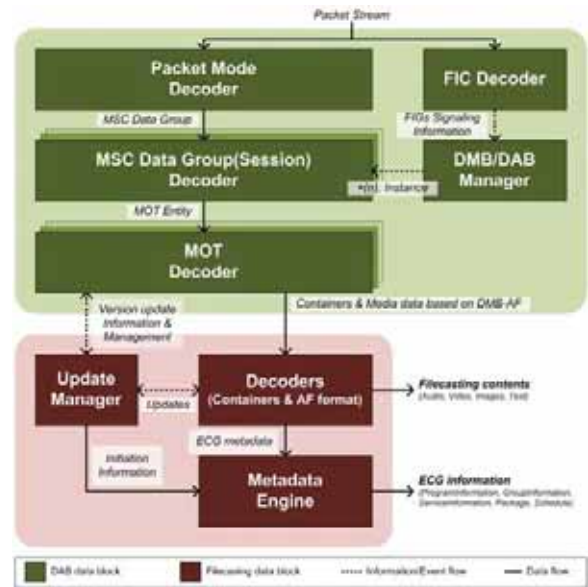 Packet Stream
Packet Mode
Decoder
FIC Decoder
MSC Data Group
FIGs Signaling
Information
MSC Data Group(Session)
Decoder
DMB/DAB
Manager
Instance
MOT Entity
MOT
Decoder
Containers & Media data based on DMB-AF
Version update
Information &
Management
Update
Manager
Updates
Decoders
(Containers & AF format)
Filecasting contents
(Audio, Video, Images, Text)
ECG metadata
Initiation
Information
Metadata
Engine
ECG information
(ProgramInformation, GroupInformation,
ServiceInformation, Package, Schedule)
DAB data block
Filecasting data block
Information/Event flow
Data flow